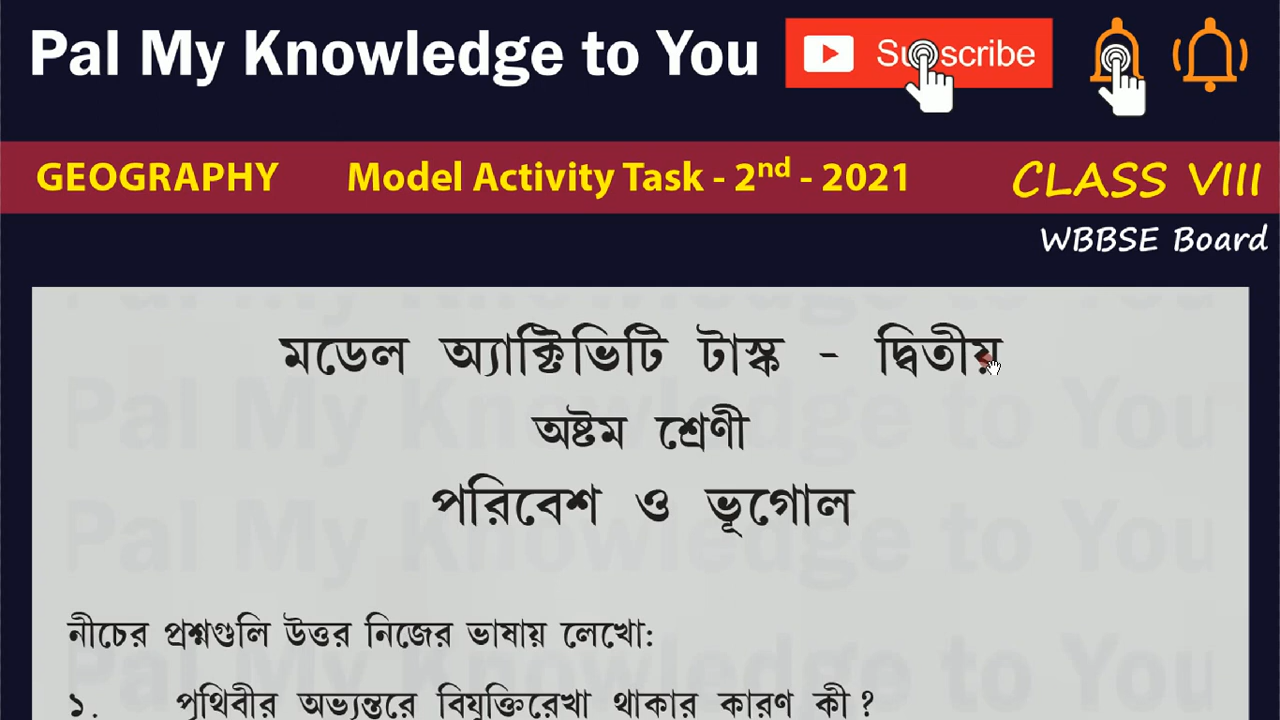 Pal My Knowledge to You
Subscribe
GEOGRAPHY Model Activity Task - 2nd - 2021 CLASS VIII
WBBSE Board
মডেল অ্যাক্টিভিটি টাস্ক - দ্বিতীয়
অষ্টম শ্রেণী
পরিবেশ ও ভূগোল
নীচের প্রশ্নগুলি উত্তর নিজের ভাষায় লেখো:
১. পৃথিবীর অভ্যন্তরে বিযুক্তিরেখা থাকার কারণ কী ?